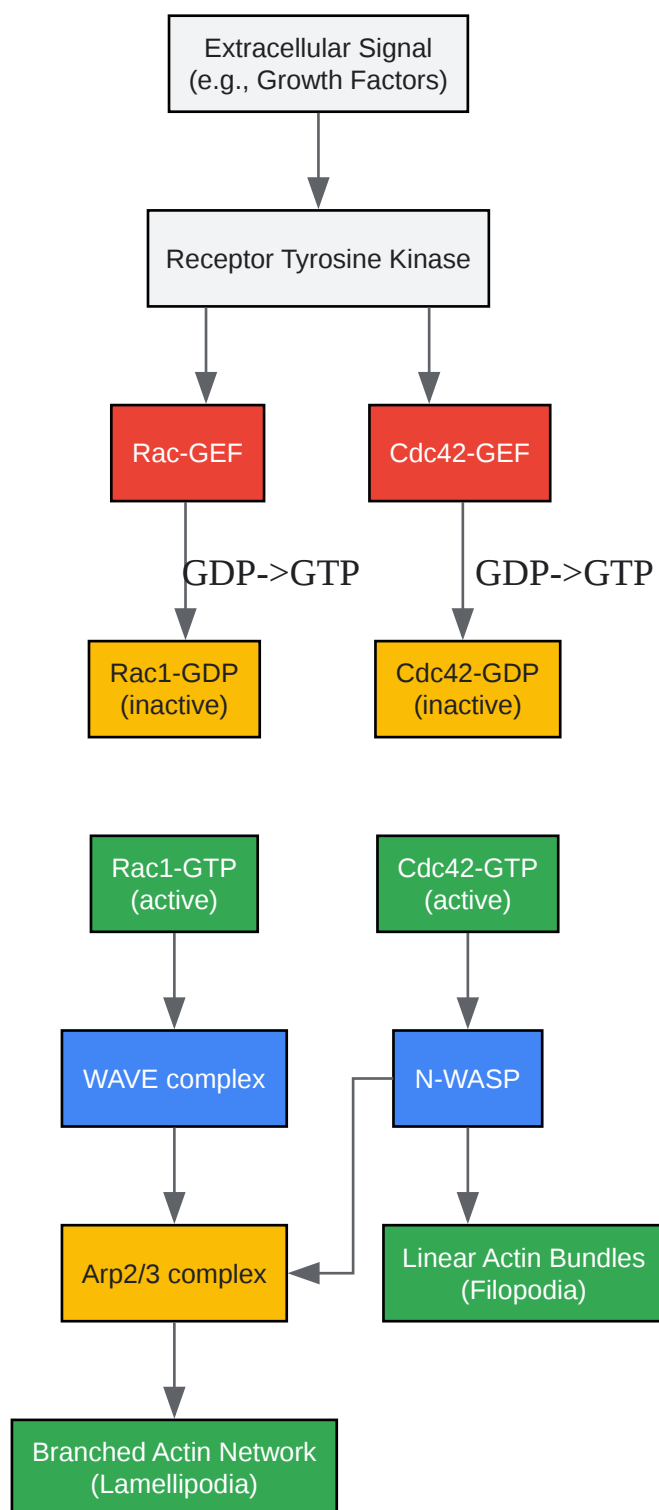 Extracellular Signal
(e.g., Growth Factors)
Receptor Tyrosine Kinase
Rac-GEF
Cdc42-GEF
GDP->GTP
GDP->GTP
Rac1-GDP
(inactive)
Cdc42-GDP
(inactive)
Rac1-GTP
(active)
Cdc42-GTP
(active)
WAVE complex
N-WASP
Arp2/3 complex
Linear Actin Bundles
(Filopodia)
Branched Actin Network
(Lamellipodia)